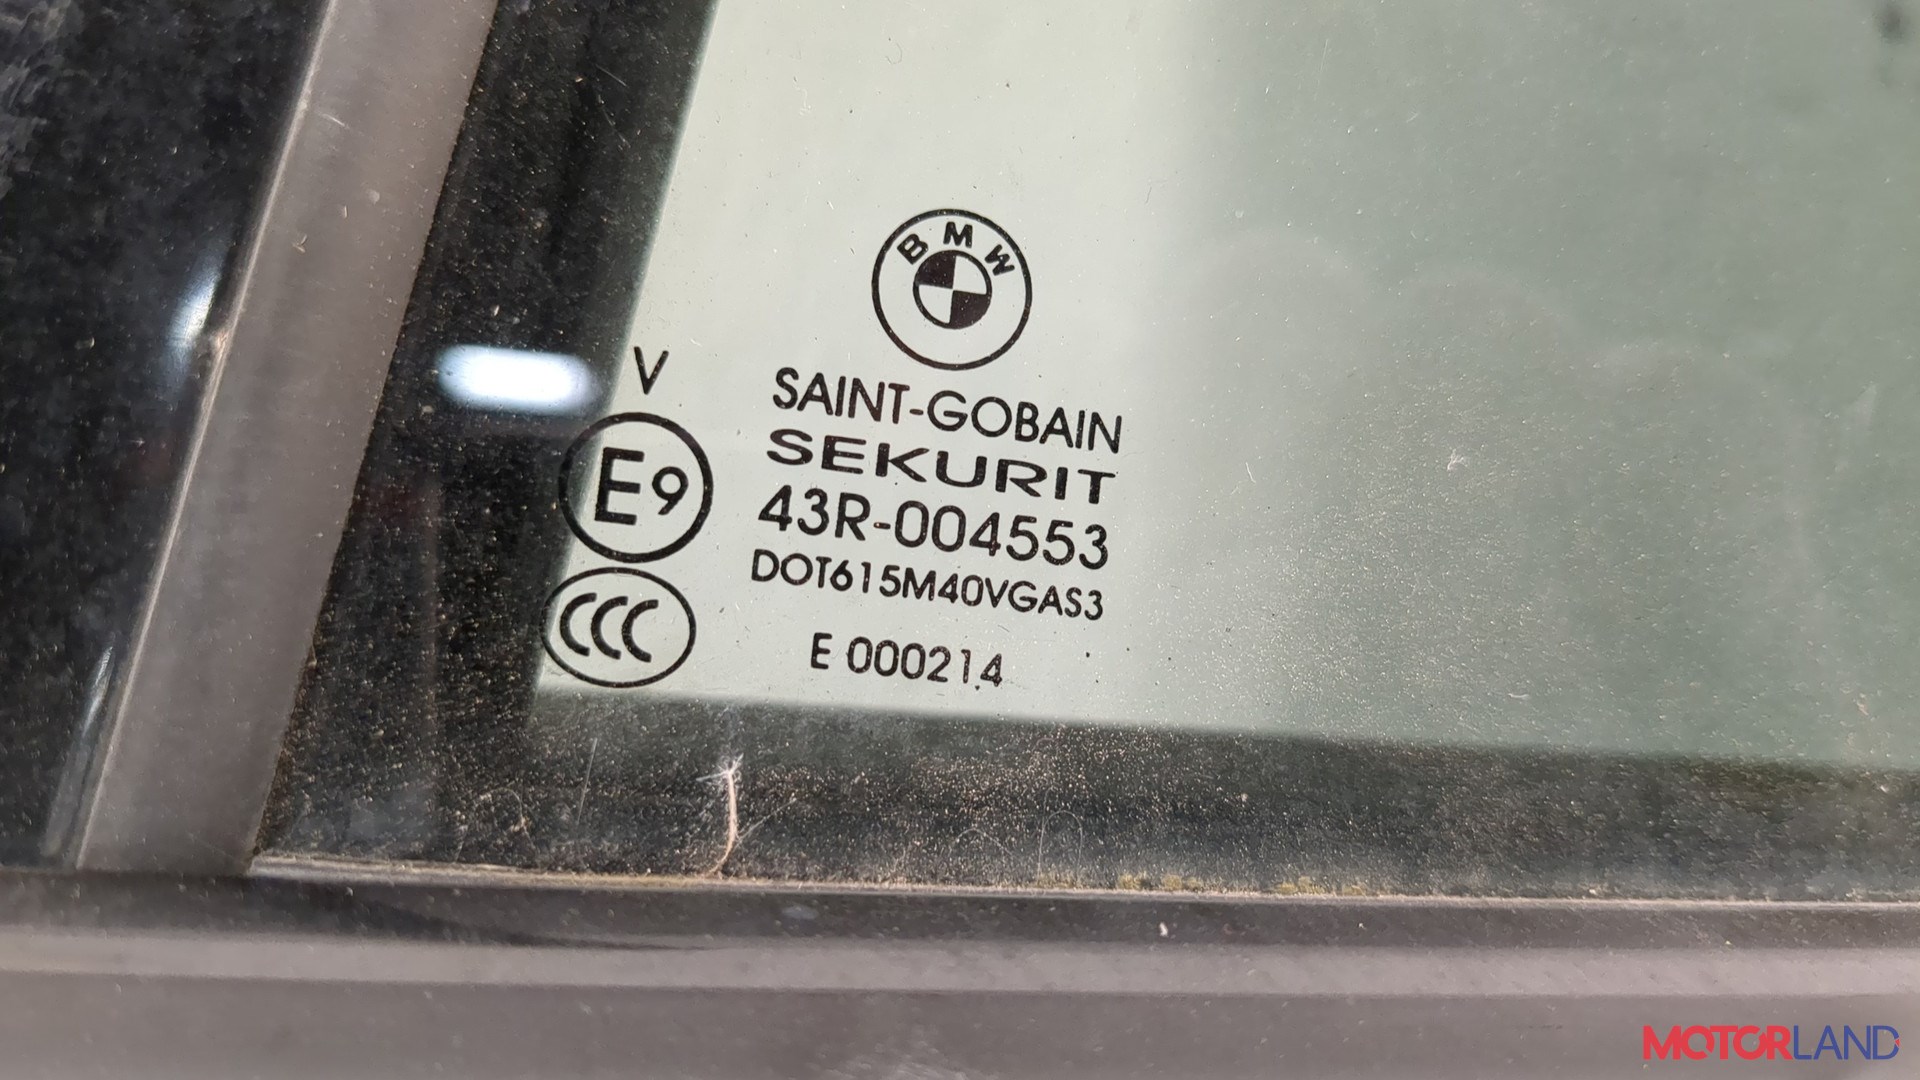 BMW
V
SAINT-GOBAIN
SEKURIT
E9
43R-004553
DOT615M40VGAS3
CCC
E 000214
MOTORLAND